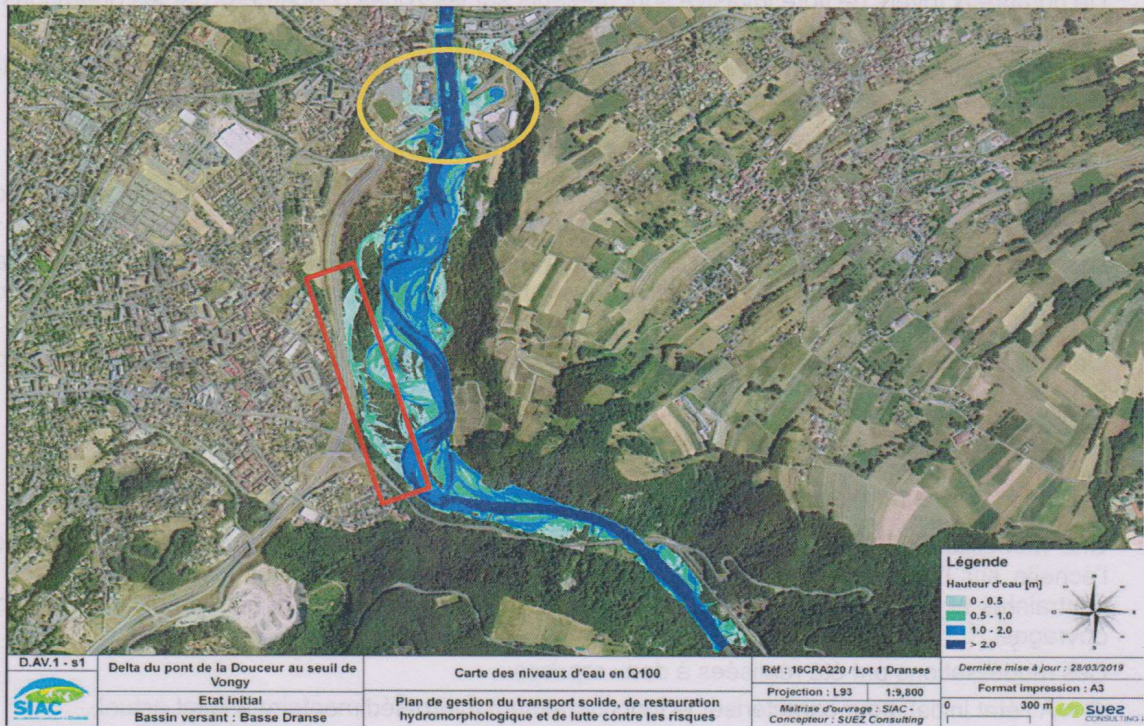 Légende
Hauteur d'eau [m]
0 - 0.5
0.5 - 1.0
1.0 - 2.0
> 2.0
N
O
E
S
D.AV.1 - s1
SIAC
Delta du pont de la Douceur au seuil de
Vongy
Etat initial
Bassin versant : Basse Dranse
Carte des niveaux d'eau en Q100
Plan de gestion du transport solide, de restauration
hydromorphologique et de lutte contre les risques
Réf : 16CRA220 / Lot 1 Dranses
Projection : L93
1:9,800
Maîtrise d'ouvrage : SIAC -
Concepteur : SUEZ Consulting
Dernière mise à jour : 28/03/2019
Format impression : A3
0
300 m
suez